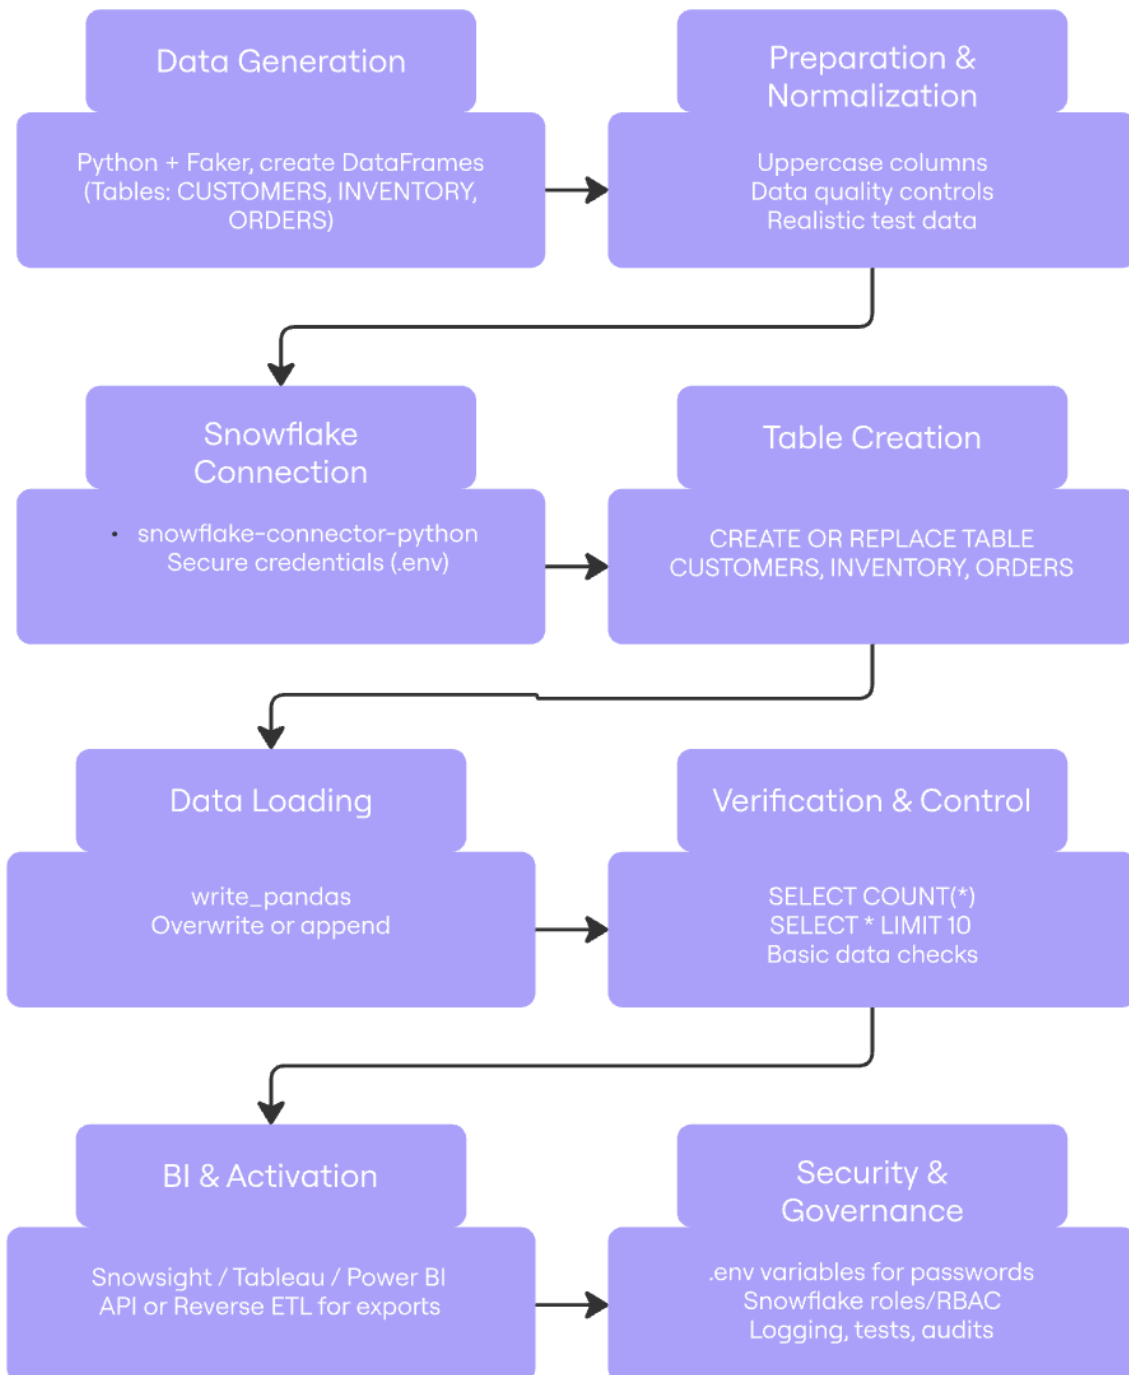 Data Generation
Python + Faker, create DataFrames
(Tables: CUSTOMERS, INVENTORY,
ORDERS)
Preparation &
Normalization
Uppercase columns
Data quality controls
Realistic test data
Snowflake
Connection
• snowflake-connector-python
Secure credentials (.env)
Table Creation
CREATE OR REPLACE TABLE
CUSTOMERS, INVENTORY, ORDERS
Data Loading
write_pandas
Overwrite or append
Verification & Control
SELECT COUNT(*)
SELECT * LIMIT 10
Basic data checks
BI & Activation
Snowsight / Tableau / Power BI
API or Reverse ETL for exports
Security &
Governance
.env variables for passwords
Snowflake roles/RBAC
Logging, tests, audits